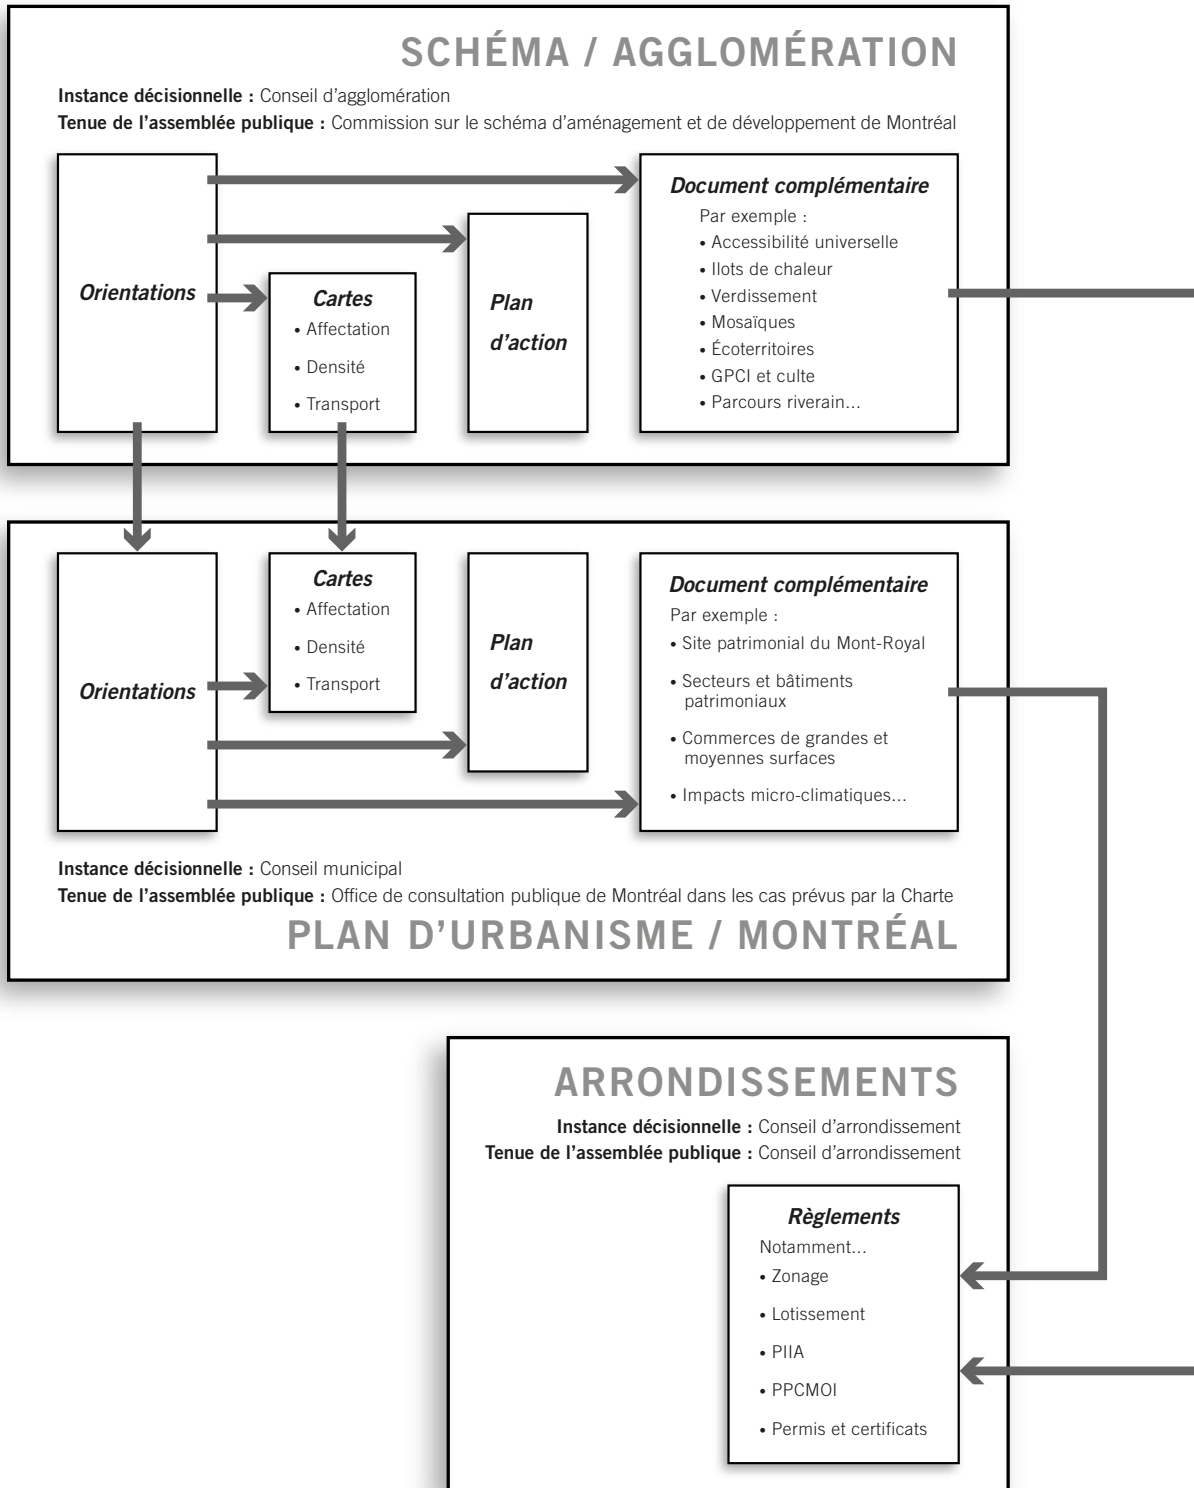 SCHÉMA / AGGLOMÉRATION
Instance décisionnelle : Conseil d’agglomération
Tenue de l’assemblée publique : Commission sur le schéma d’aménagement et de développement de Montréal
Orientations
Cartes
• Affectation
• Densité
• Transport
Plan
d’action
Document complémentaire
Par exemple :
• Accessibilité universelle
• Ilots de chaleur
• Verdissement
• Mosaïques
• Écoterritoires
• GPCI et culte
• Parcours riverain...
Orientations
Cartes
• Affectation
• Densité
• Transport
Plan
d’action
Document complémentaire
Par exemple :
• Site patrimonial du Mont-Royal
• Secteurs et bâtiments
patrimoniaux
• Commerces de grandes et
moyennes surfaces
• Impacts micro-climatiques...
Instance décisionnelle : Conseil municipal
Tenue de l’assemblée publique : Office de consultation publique de Montréal dans les cas prévus par la Charte
PLAN D’URBANISME / MONTRÉAL
ARRONDISSEMENTS
Instance décisionnelle : Conseil d’arrondissement
Tenue de l’assemblée publique : Conseil d’arrondissement
Règlements
Notamment...
• Zonage
• Lotissement
• PIIA
• PPCMOI
• Permis et certificats